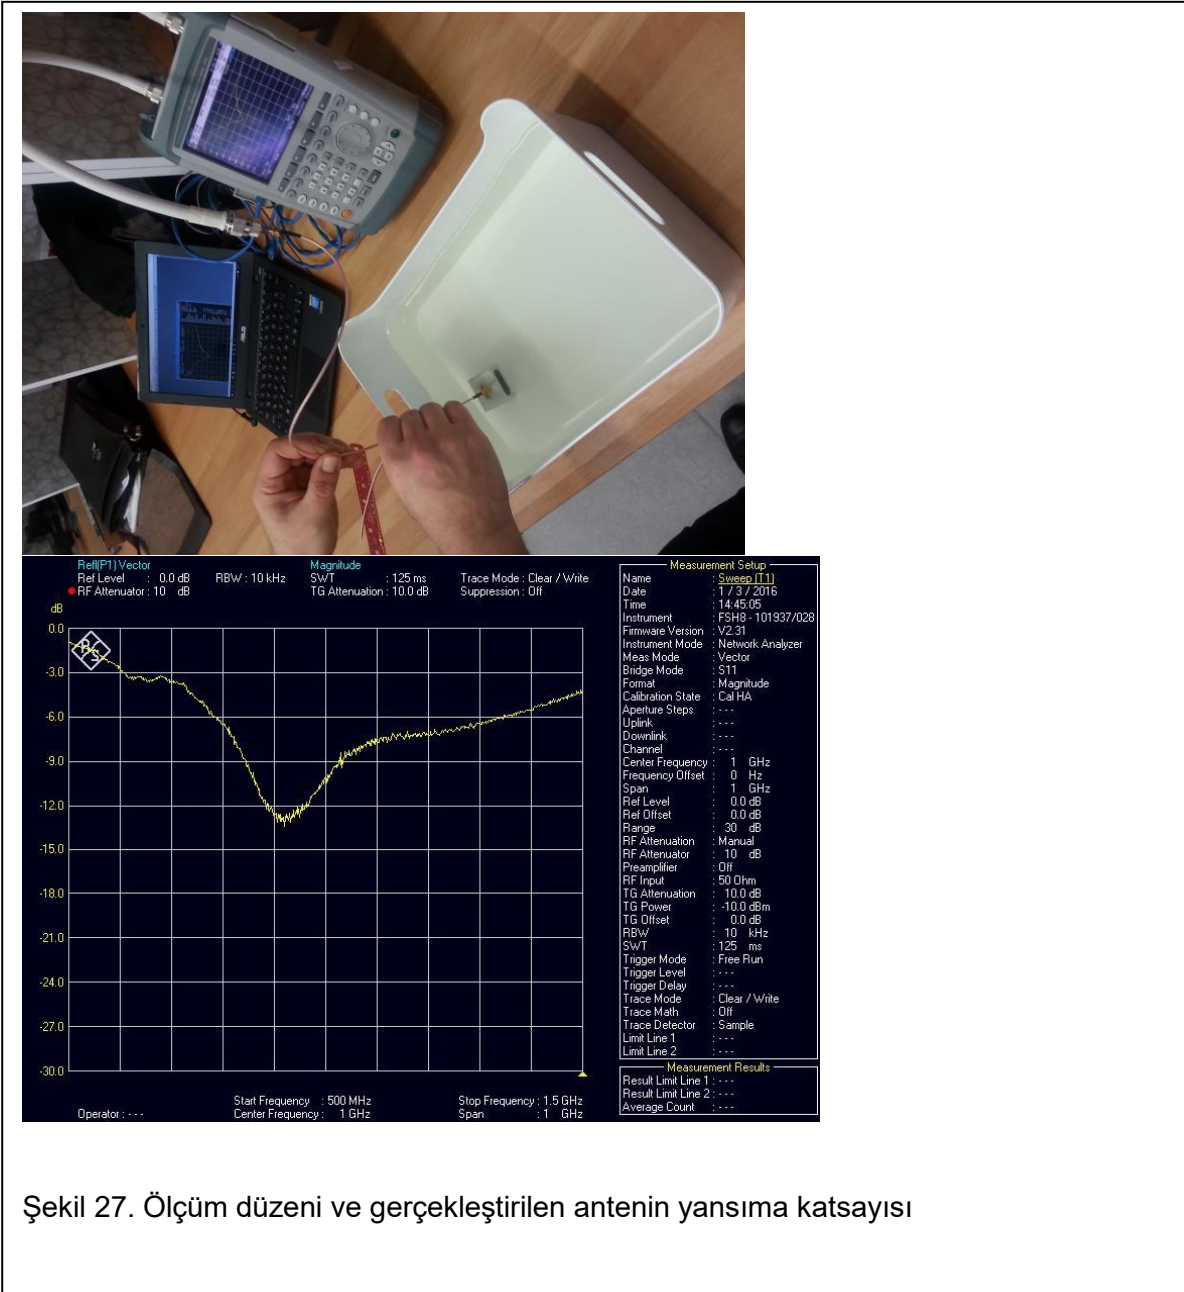 Refl(P1) Vector Magnitude
Ref Level : 0.0 dB RBW : 10 kHz SWT : 125 ms Trace Mode : Clear / Write
RF Attenuator : 10 dB TG Attenuation : 10.0 dB Suppression : Off
dB
0.0
-3.0
-6.0
-9.0
-12.0
-15.0
-18.0
-21.0
-24.0
-27.0
-30.0
Start Frequency : 500 MHz Stop Frequency : 1.5 GHz
Operator : - - - Center Frequency : 1 GHz Span : 1 GHz
Measurement Setup
Name : Sweep [T1]
Date : 1 / 3 / 2016
Time : 14:45:05
Instrument : FSH8 - 101937/028
Firmware Version : V2.31
Instrument Mode : Network Analyzer
Meas Mode : Vector
Bridge Mode : S11
Format : Magnitude
Calibration State : Cal HA
Aperture Steps : - - -
Uplink : - - -
Downlink : - - -
Channel : - - -
Center Frequency : 1 GHz
Frequency Offset : 0 Hz
Span : 1 GHz
Ref Level : 0.0 dB
Ref Offset : 0.0 dB
Range : 30 dB
RF Attenuation : Manual
RF Attenuator : 10 dB
Preamplifier : Off
RF Input : 50 Ohm
TG Attenuation : 10.0 dB
TG Power : -10.0 dBm
TG Offset : 0.0 dB
RBW : 10 kHz
SWT : 125 ms
Trigger Mode : Free Run
Trigger Level : - - -
Trigger Delay : - - -
Trace Mode : Clear / Write
Trace Math : Off
Trace Detector : Sample
Limit Line 1 : - - -
Limit Line 2 : - - -
Measurement Results
Result Limit Line 1 : - - -
Result Limit Line 2 : - - -
Average Count : - - -
Şekil 27. Ölçüm düzeni ve gerçekleştirilen antenin yansıma katsayısı